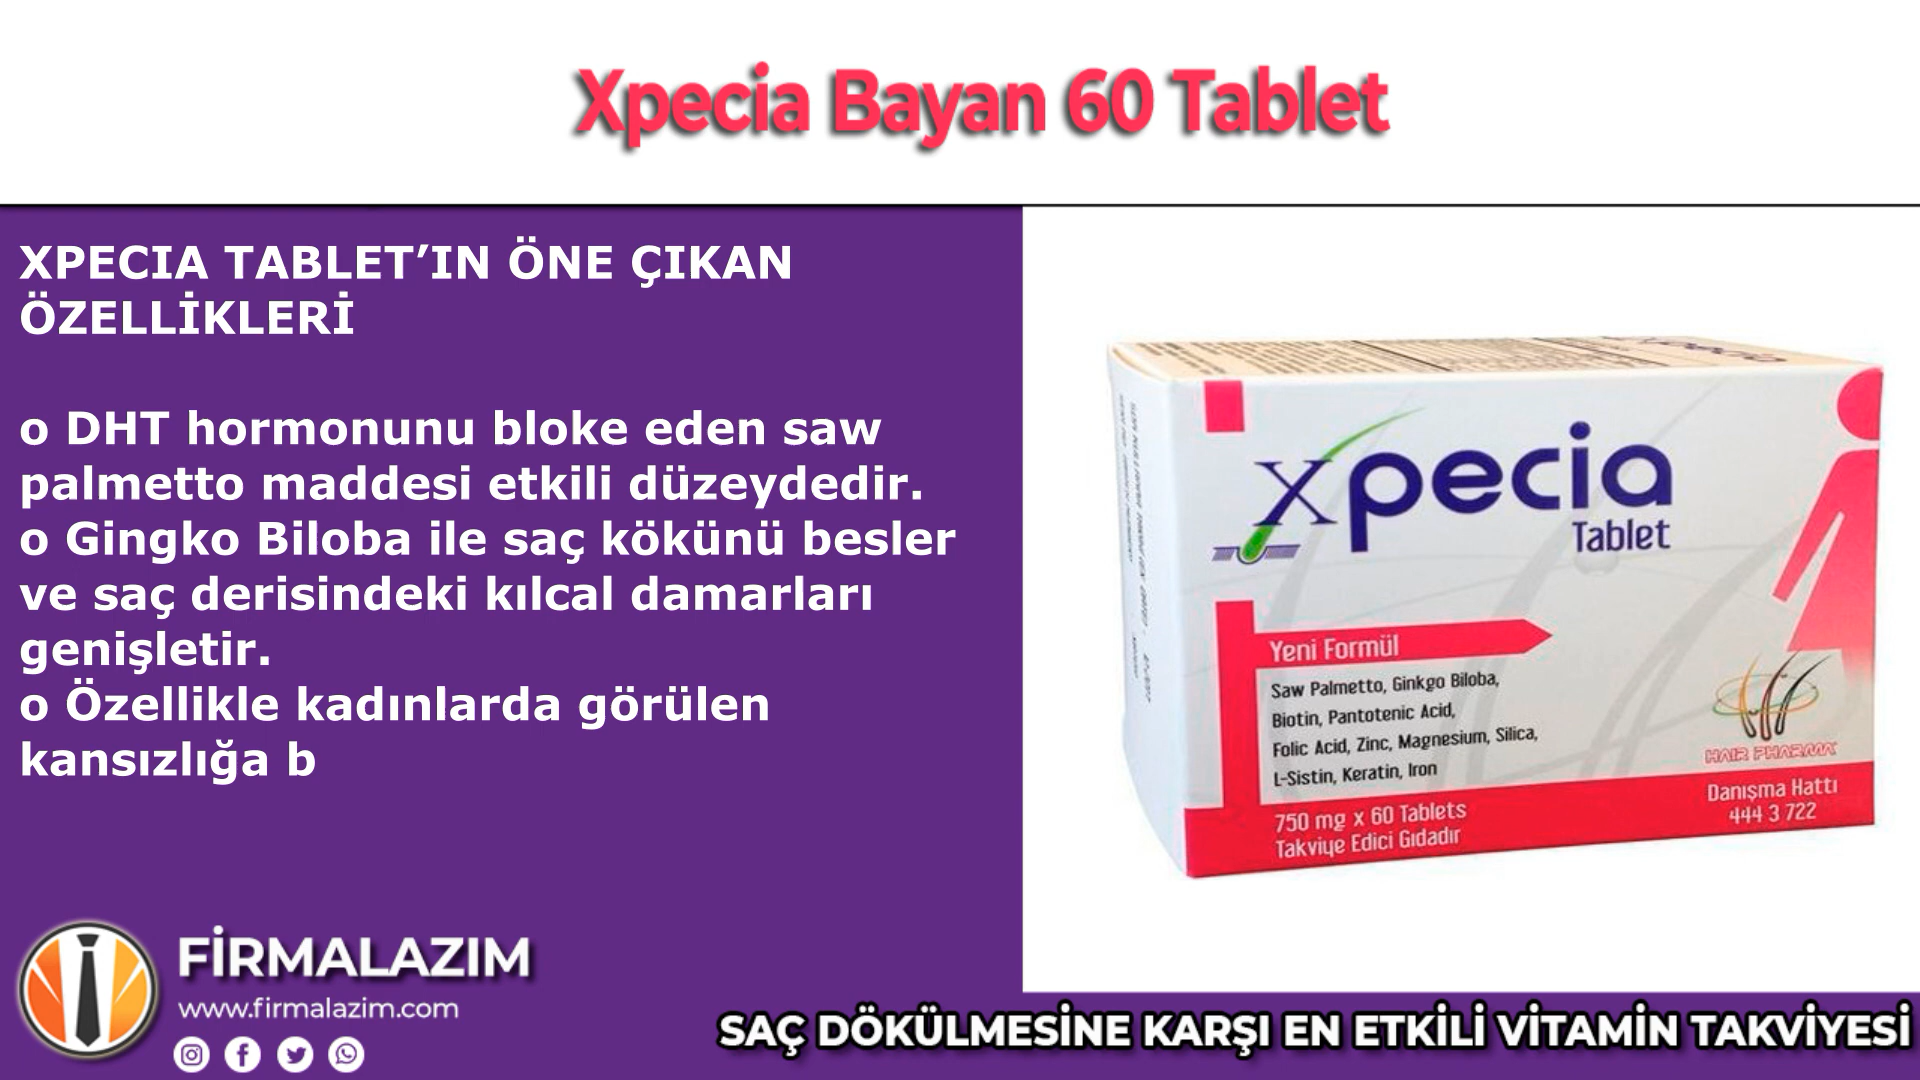 Xpecia Bayan 60 Tablet
XPECIA TABLET’IN ÖNE ÇIKAN
ÖZELLİKLERİ
o DHT hormonunu bloke eden saw
palmetto maddesi etkili düzeydedir.
o Gingko Biloba ile saç kökünü besler
ve saç derisindeki kılcal damarları
genişletir.
o Özellikle kadınlarda görülen
kansızlığa b
xpecia
xpecia
Tablet
Yeni Formül
Saw Palmetto, Ginkgo Biloba,
Biotin, Pantotenic Acid,
Folic Acid, Zinc, Magnesium, Silica,
L-Sistin, Keratin, Iron
HAIR PHARMA
750 mg x 60 Tablets
Takviye Edici Gıdadır
Danışma Hattı
444 3 722
FİRMALAZIM
www.firmalazim.com
SAÇ DÖKÜLMESİNE KARŞI EN ETKİLİ VİTAMİN TAKVİYESİ